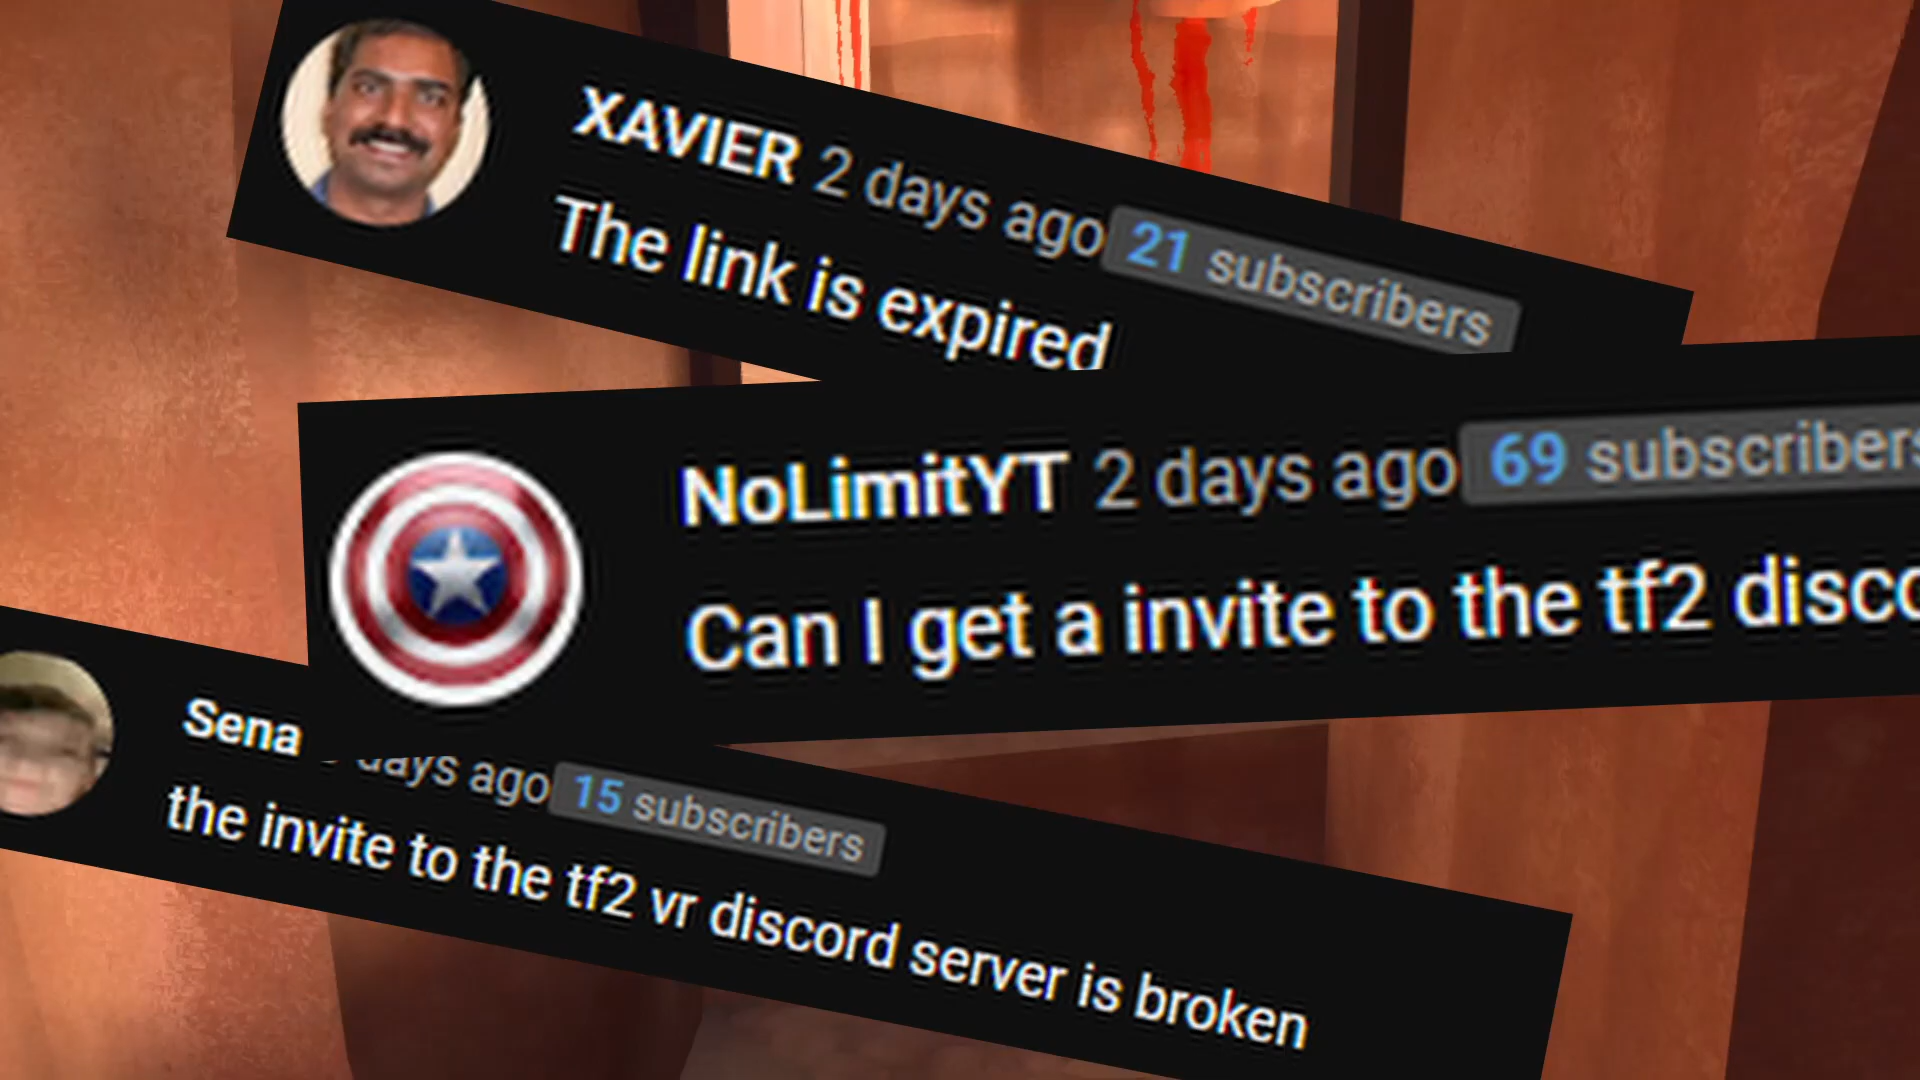 XAVIER 2 days ago 21 subscribers
The link is expired
NoLimitYT 2 days ago 69 subscribers
Can I get a invite to the tf2 disco
Sena days ago 15 subscribers
the invite to the tf2 vr discord server is broken